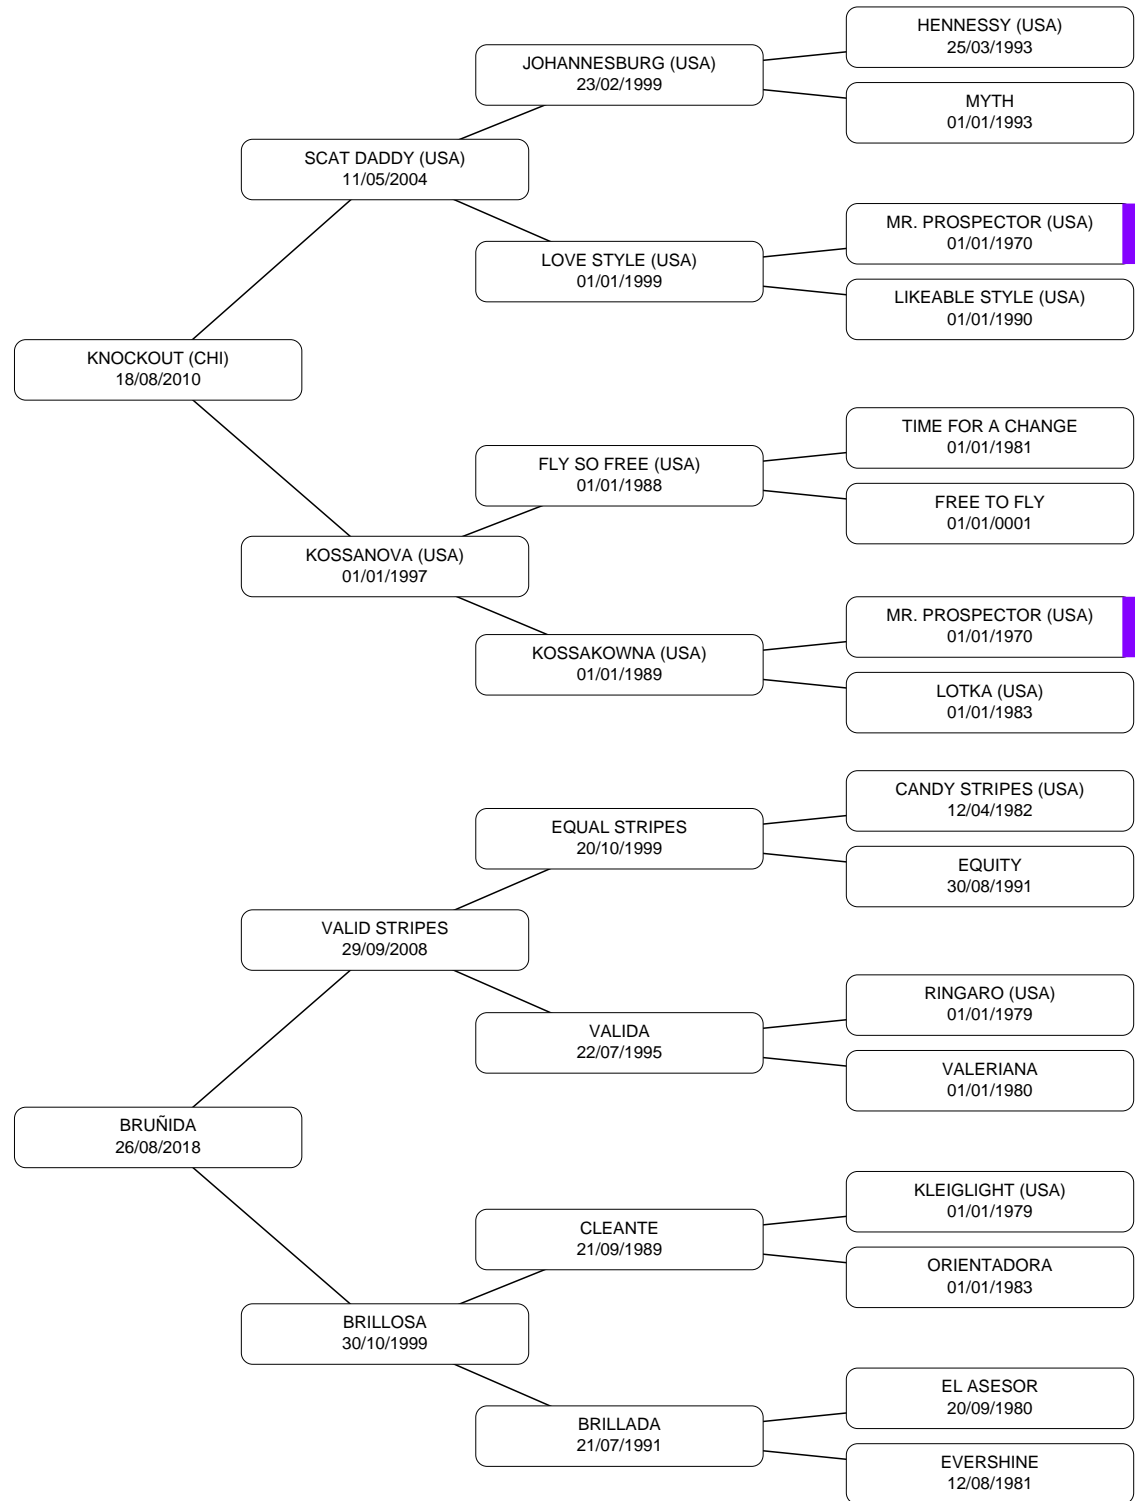 HENNESSY (USA)
25/03/1993
JOHANNESBURG (USA)
23/02/1999
MYTH
01/01/1993
SCAT DADDY (USA)
11/05/2004
MR. PROSPECTOR (USA)
01/01/1970
LOVE STYLE (USA)
01/01/1999
LIKEABLE STYLE (USA)
01/01/1990
KNOCKOUT (CHI)
18/08/2010
TIME FOR A CHANGE
01/01/1981
FLY SO FREE (USA)
01/01/1988
FREE TO FLY
01/01/0001
KOSSANOVA (USA)
01/01/1997
MR. PROSPECTOR (USA)
01/01/1970
KOSSAKOWNA (USA)
01/01/1989
LOTKA (USA)
01/01/1983
CANDY STRIPES (USA)
12/04/1982
EQUAL STRIPES
20/10/1999
EQUITY
30/08/1991
VALID STRIPES
29/09/2008
RINGARO (USA)
01/01/1979
VALIDA
22/07/1995
VALERIANA
01/01/1980
BRUÑIDA
26/08/2018
KLEIGLIGHT (USA)
01/01/1979
CLEANTE
21/09/1989
ORIENTADORA
01/01/1983
BRILLOSA
30/10/1999
EL ASESOR
20/09/1980
BRILLADA
21/07/1991
EVERSHINE
12/08/1981